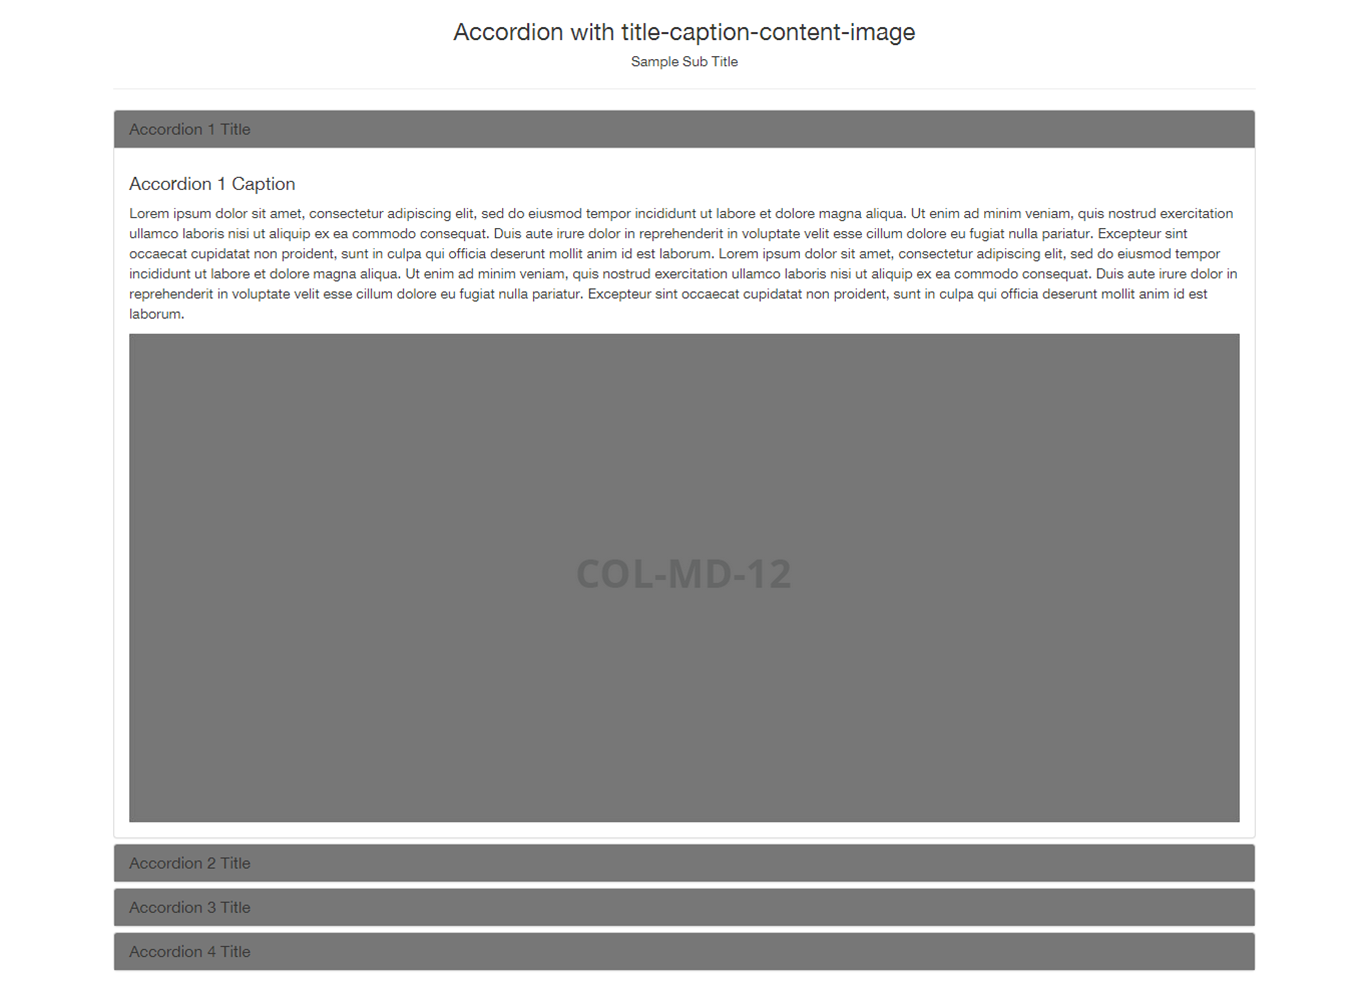 Accordion with title-caption-content-image
Sample Sub Title
Accordion 1 Title
Accordion 1 Caption
Lorem ipsum dolor sit amet, consectetur adipiscing elit, sed do eiusmod tempor incididunt ut labore et dolore magna aliqua. Ut enim ad minim veniam, quis nostrud exercitation
ullamco laboris nisi ut aliquip ex ea commodo consequat. Duis aute irure dolor in reprehenderit in voluptate velit esse cillum dolore eu fugiat nulla pariatur. Excepteur sint
occaecat cupidatat non proident, sunt in culpa qui officia deserunt mollit anim id est laborum. Lorem ipsum dolor sit amet, consectetur adipiscing elit, sed do eiusmod tempor
incididunt ut labore et dolore magna aliqua. Ut enim ad minim veniam, quis nostrud exercitation ullamco laboris nisi ut aliquip ex ea commodo consequat. Duis aute irure dolor in
reprehenderit in voluptate velit esse cillum dolore eu fugiat nulla pariatur. Excepteur sint occaecat cupidatat non proident, sunt in culpa qui officia deserunt mollit anim id est
laborum.
COL-MD-12
Accordion 2 Title
Accordion 3 Title
Accordion 4 Title